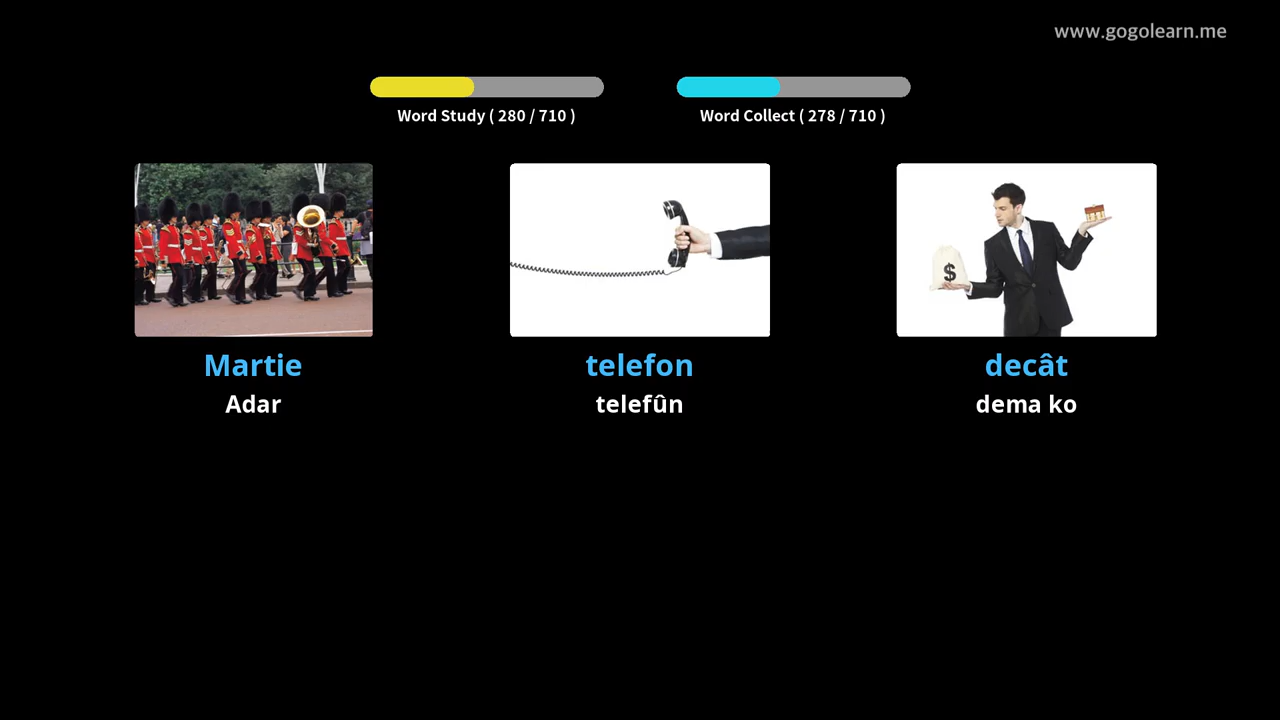 www.gogolearn.me
Word Study ( 280 / 710 )
Word Collect ( 278 / 710 )
$
Martie
telefon
decât
Adar
telefûn
dema ko